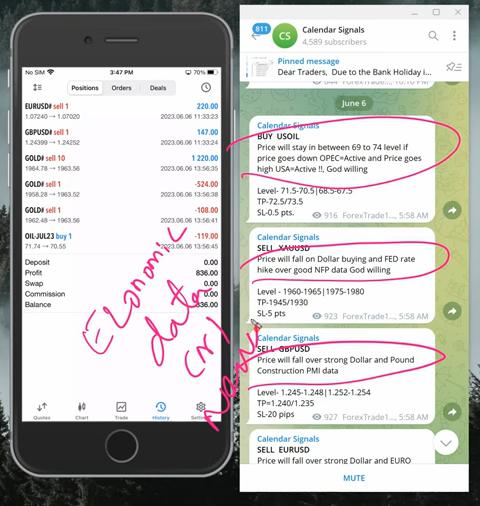 No SIM
3:47 PM
70%
Positions
Orders
Deals
EURUSD# sell 1
220.00
1.07240 → 1.07020
2023.06.06 11:33:23
GBPUSD# sell 1
147.00
1.24399 → 1.24252
2023.06.06 11:33:24
GOLD# sell 10
1 220.00
1964.78 → 1963.56
2023.06.06 13:56:35
GOLD# sell 1
-524.00
1958.28 → 1963.52
2023.06.06 13:56:38
GOLD# sell 1
-108.00
1962.48 → 1963.56
2023.06.06 13:56:41
OIL-JUL23 buy 1
-119.00
71.74 → 70.55
2023.06.06 13:56:45
Deposit
0.00
Profit
836.00
Swap
0.00
Commission
0.00
Balance
836.00
Economic
data
(N)
Quotes
Chart
Trade
History
811
CS
Calendar Signals
4,589 subscribers
Pinned message
Dear Traders, Due to the Bank Holiday i...
June 6
Calendar Signals
BUY USOIL
Price will stay in between 69 to 74 level if
price goes down OPEC=Active and Price goes
high USA=Active !!, God willing
Level- 71.5-70.5|68.5-67.5
TP-72.5/73.5
SL-0.5 pts.
916 ForexTrade1..., 5:58 AM
Calendar Signals
SELL XAUUSD
Price will fall on Dollar buying and FED rate
hike over good NFP data God willing
Level - 1960-1965|1975-1980
TP-1945/1930
SL-5 pts
923 ForexTrade1..., 5:58 AM
Calendar Signals
SELL GBPUSD
Price will fall over strong Dollar and Pound
Construction PMI data
Level- 1.245-1.248|1.252-1.254
TP=1.240/1.235
SL-20 pips
927 ForexTrade1..., 5:58 AM
Calendar Signals
SELL EURUSD
Price will fall over strong Dollar and EURO
MUTE